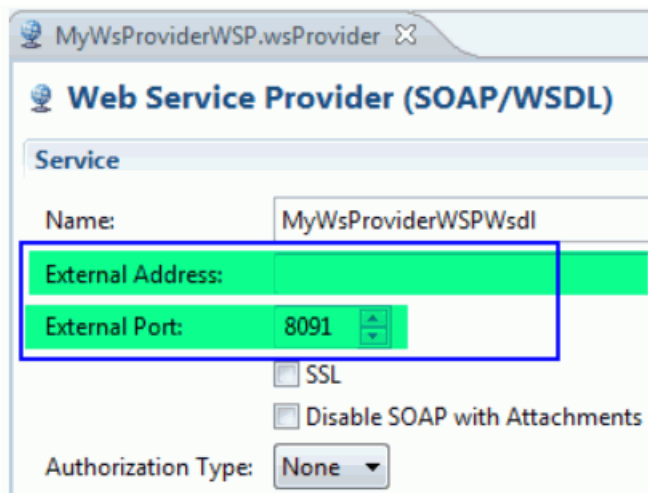 MyWsProviderWSP.wsProvider
Web Service Provider (SOAP/WSDL)
Service
Name: MyWsProviderWSPWsdl
External Address:
External Port: 8091
SSL
Disable SOAP with Attachments
Authorization Type: None